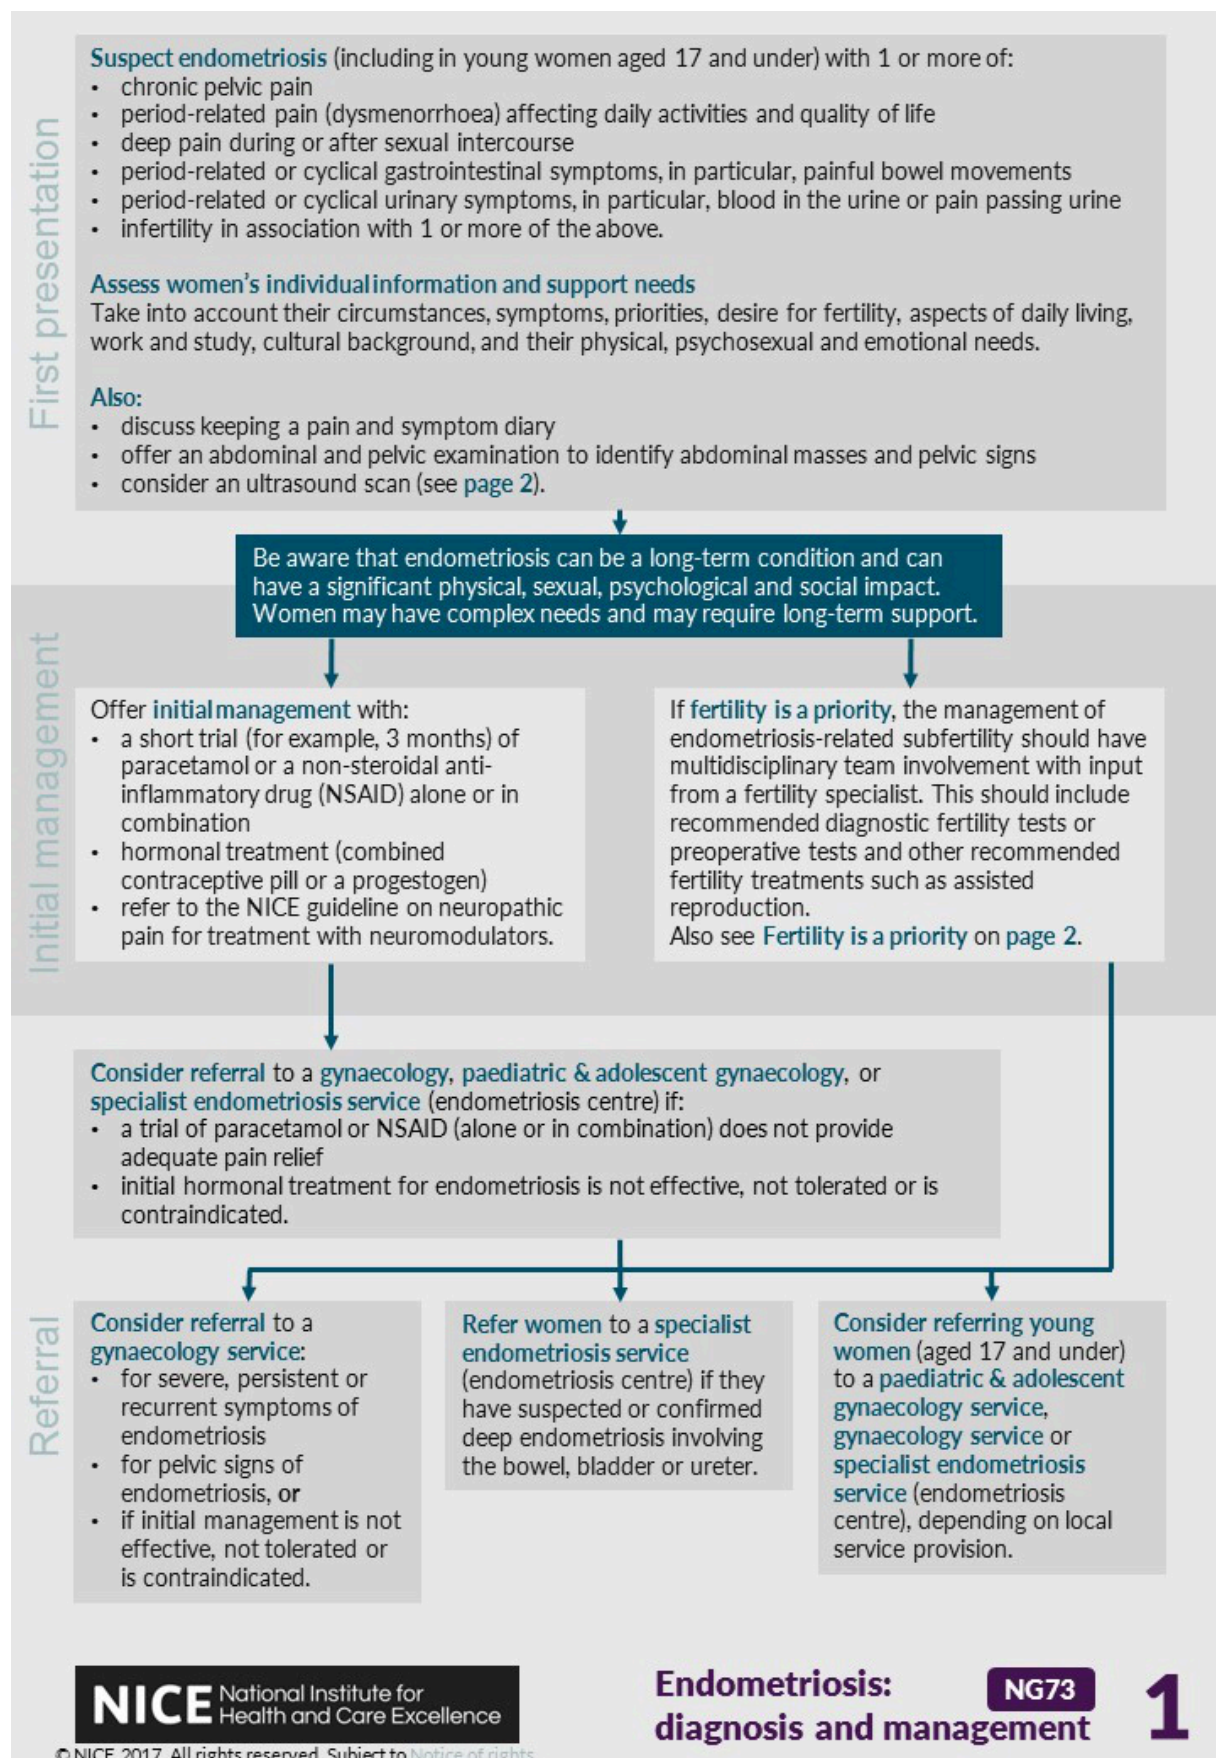 First presentation
Suspect endometriosis (including in young women aged 17 and under) with 1 or more of:
• chronic pelvic pain
• period-related pain (dysmenorrhoea) affecting daily activities and quality of life
• deep pain during or after sexual intercourse
• period-related or cyclical gastrointestinal symptoms, in particular, painful bowel movements
• period-related or cyclical urinary symptoms, in particular, blood in the urine or pain passing urine
• infertility in association with 1 or more of the above.
Assess women's individual information and support needs
Take into account their circumstances, symptoms, priorities, desire for fertility, aspects of daily living,
work and study, cultural background, and their physical, psychosexual and emotional needs.
Also:
• discuss keeping a pain and symptom diary
• offer an abdominal and pelvic examination to identify abdominal masses and pelvic signs
• consider an ultrasound scan (see page 2).
Be aware that endometriosis can be a long-term condition and can
have a significant physical, sexual, psychological and social impact.
Women may have complex needs and may require long-term support.
Initial management
Offer initial management with:
• a short trial (for example, 3 months) of
paracetamol or a non-steroidal anti-
inflammatory drug (NSAID) alone or in
combination
• hormonal treatment (combined
contraceptive pill or a progestogen)
• refer to the NICE guideline on neuropathic
pain for treatment with neuromodulators.
If fertility is a priority, the management of
endometriosis-related subfertility should have
multidisciplinary team involvement with input
from a fertility specialist. This should include
recommended diagnostic fertility tests or
preoperative tests and other recommended
fertility treatments such as assisted
reproduction.
Also see Fertility is a priority on page 2.
Referral
Consider referral to a gynaecology, paediatric & adolescent gynaecology, or
specialist endometriosis service (endometriosis centre) if:
• a trial of paracetamol or NSAID (alone or in combination) does not provide
adequate pain relief
• initial hormonal treatment for endometriosis is not effective, not tolerated or is
contraindicated.
Consider referral to a
gynaecology service:
• for severe, persistent or
recurrent symptoms of
endometriosis
• for pelvic signs of
endometriosis, or
• if initial management is not
effective, not tolerated or
is contraindicated.
Refer women to a specialist
endometriosis service
(endometriosis centre) if they
have suspected or confirmed
deep endometriosis involving
the bowel, bladder or ureter.
Consider referring young
women (aged 17 and under)
to a paediatric & adolescent
gynaecology service,
gynaecology service or
specialist endometriosis
service (endometriosis
centre), depending on local
service provision.
NICE National Institute for
Health and Care Excellence
© NICE 2017. All rights reserved. Subject to Notice of rights
Endometriosis: NG73
diagnosis and management
1